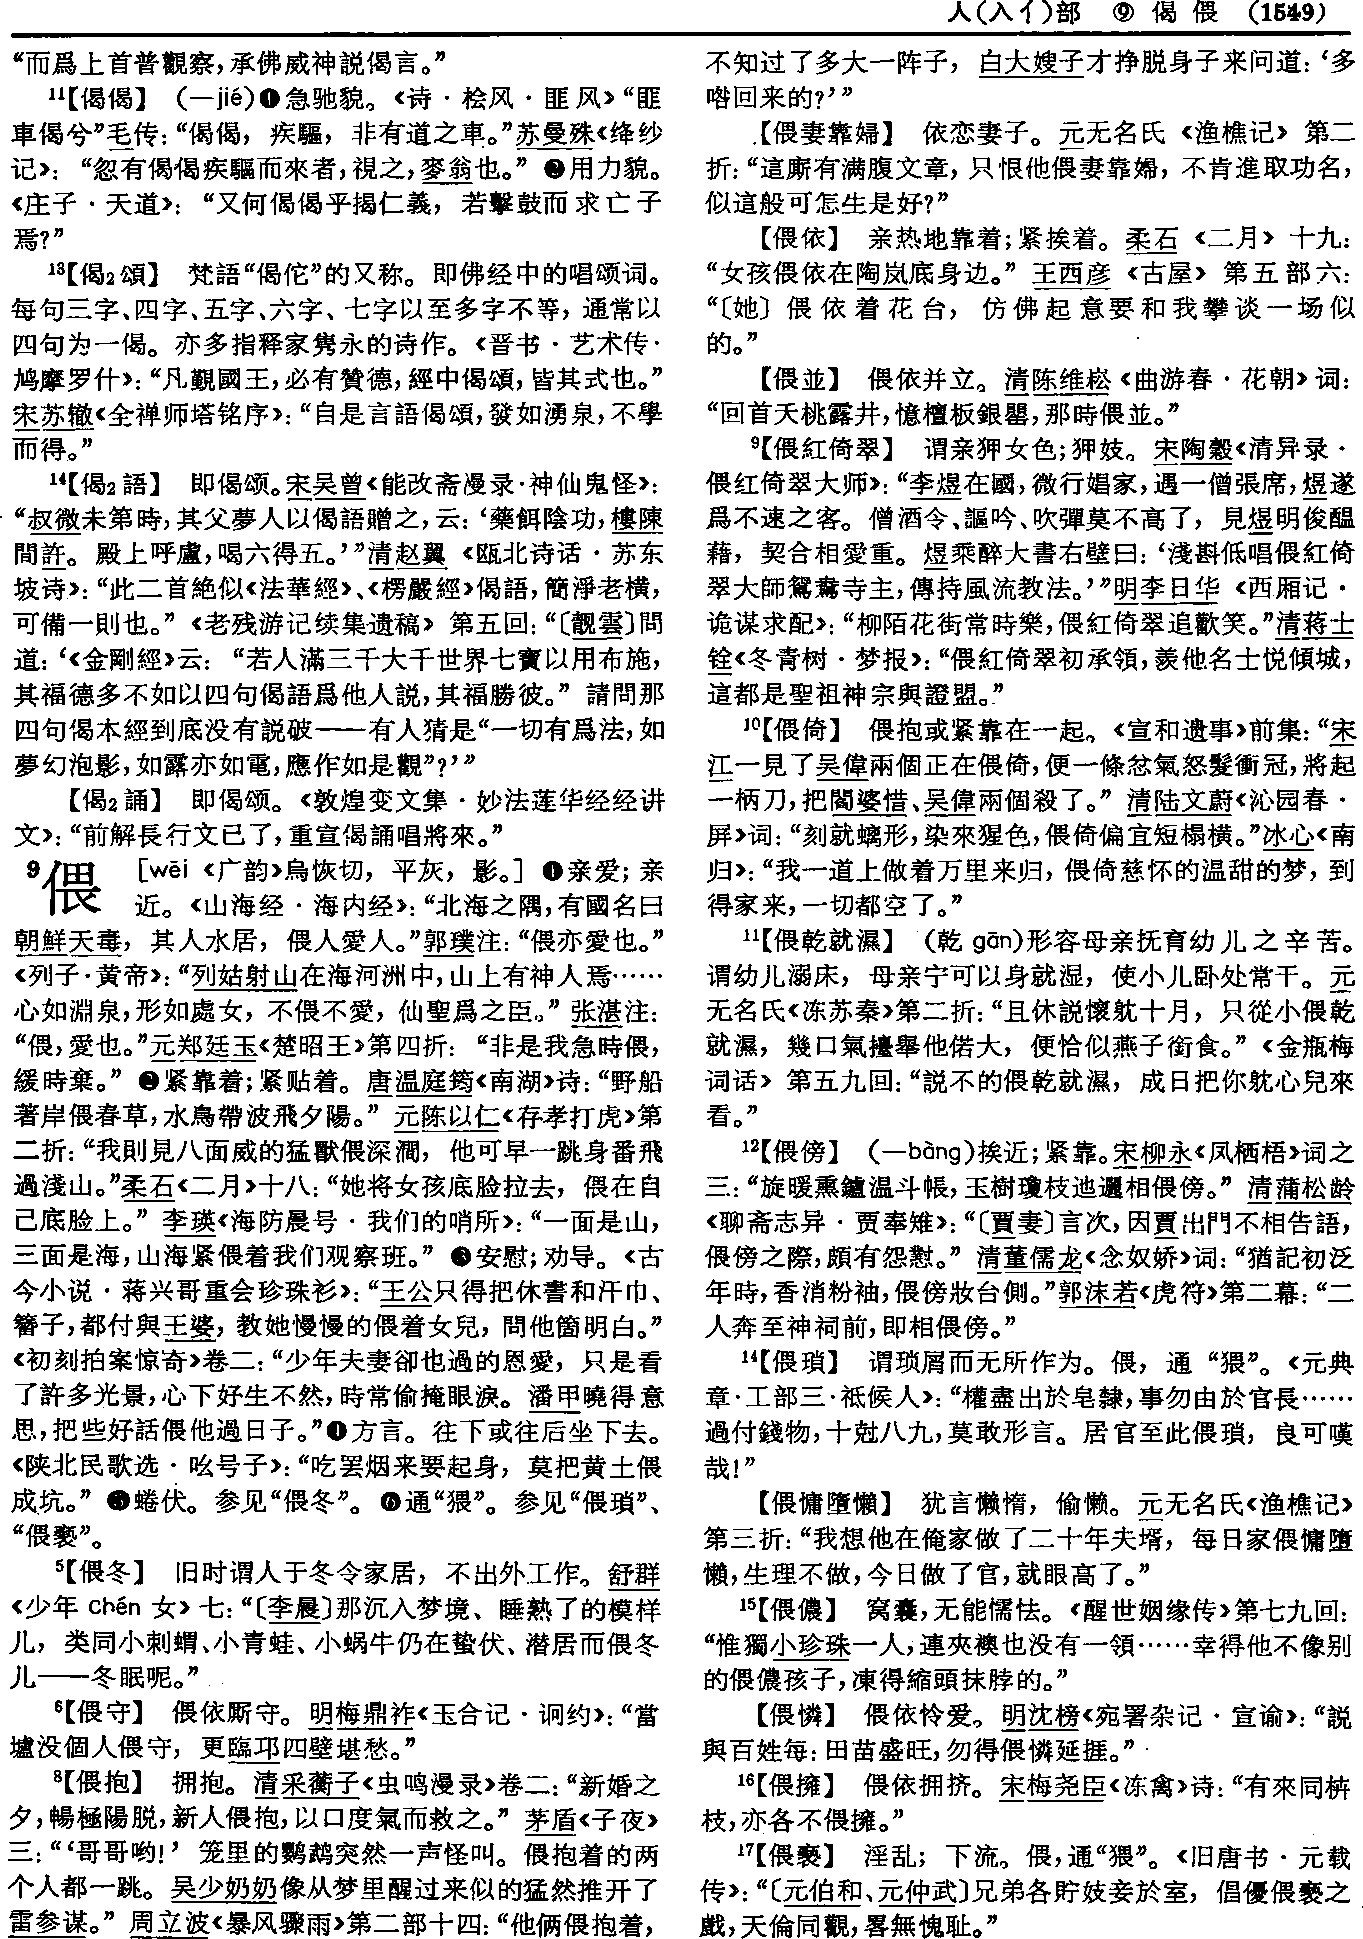 人(入亻)部 ⑨ 偈 偎 (1549)
“而爲上首普觀察，承佛威神説偈言。”
¹¹【偈偈】 (—jié)❶急驰貌。《诗·桧风·匪风》“匪
車偈兮”毛传：“偈偈，疾驅，非有道之車。”苏曼殊《绛纱
记》：“忽有偈偈疾驅而來者，視之，麥翁也。” ❷用力貌。
《庄子·天道》：“又何偈偈乎揭仁義，若擊鼓而求亡子
焉?”
¹³【偈₂頌】 梵語“偈佗”的又称。即佛经中的唱颂词。
每句三字、四字、五字、六字、七字以至多字不等，通常以
四句为一偈。亦多指释家隽永的诗作。《晋书·艺术传·
鸠摩罗什》：“凡覲國王，必有贊德，經中偈頌，皆其式也。”
宋苏辙《全禅师塔铭序》：“自是言語偈頌，發如湧泉，不學
而得。”
¹⁴【偈₂語】 即偈颂。宋吴曾《能改斋漫录·神仙鬼怪》：
“叔微未第時，其父夢人以偈語贈之，云：‘藥餌陰功，樓陳
間許。殿上呼盧，喝六得五。’”清赵翼《瓯北诗话·苏东
坡诗》：“此二首絶似《法華經》、《楞嚴經》偈語，簡淨老横，
可備一則也。”《老残游记续集遗稿》第五回：“〔靚雲〕問
道：‘《金剛經》云：“若人滿三千大千世界七寶以用布施，
其福德多不如以四句偈語爲他人説，其福勝彼。”請問那
四句偈本經到底没有説破——有人猜是“一切有爲法，如
夢幻泡影，如露亦如電，應作如是觀”?’”
【偈₂誦】 即偈颂。《敦煌变文集·妙法莲华经经讲
文》：“前解長行文已了，重宣偈誦唱將來。”
⁹偎 [wēi《广韵》烏恢切，平灰，影。] ❶亲爱；亲
近。《山海经·海内经》：“北海之隅，有國名曰
朝鮮天毒，其人水居，偎人愛人。”郭璞注：“偎亦愛也。”
《列子·黄帝》：“列姑射山在海河洲中，山上有神人焉……
心如淵泉，形如處女，不偎不愛，仙聖爲之臣。”张湛注：
“偎，愛也。”元郑廷玉《楚昭王》第四折：“非是我急時偎，
緩時棄。” ❷紧靠着；紧贴着。唐温庭筠《南湖》诗：“野船
著岸偎春草，水鳥帶波飛夕陽。”元陈以仁《存孝打虎》第
二折：“我則見八面威的猛獸偎深澗，他可早一跳身番飛
過淺山。”柔石《二月》十八：“她将女孩底脸拉去，偎在自
己底脸上。”李瑛《海防晨号·我们的哨所》：“一面是山，
三面是海，山海紧偎着我们观察班。” ❸安慰；劝导。《古
今小说·蒋兴哥重会珍珠衫》：“王公只得把休書和汗巾、
簪子，都付與王婆，教她慢慢的偎着女兒，問他箇明白。”
《初刻拍案惊奇》卷二：“少年夫妻卻也過的恩愛，只是看
了許多光景，心下好生不然，時常偷掩眼淚。潘甲曉得意
思，把些好話偎他過日子。”❹方言。往下或往后坐下去。
《陕北民歌选·吆号子》：“吃罢烟来要起身，莫把黄土偎
成坑。” ❺蜷伏。参见“偎冬”。 ❻通“猥”。参见“偎瑣”、
“偎褻”。
⁵【偎冬】 旧时谓人于冬令家居，不出外工作。舒群
《少年 chén 女》七：“〔李晨〕那沉入梦境、睡熟了的模样
儿，类同小刺蝟、小青蛙、小蜗牛仍在蛰伏、潜居而偎冬
儿——冬眠呢。”
⁶【偎守】 偎依厮守。明梅鼎祚《玉合记·诇约》：“當
壚没個人偎守，更臨邛四壁堪愁。”
⁸【偎抱】 拥抱。清采蘅子《虫鸣漫录》卷二：“新婚之
夕，暢極陽脱，新人偎抱，以口度氣而救之。”茅盾《子夜》
三：“‘哥哥哟!’笼里的鹦鹉突然一声怪叫。偎抱着的两
个人都一跳。吴少奶奶像从梦里醒过来似的猛然推开了
雷参谋。”周立波《暴风骤雨》第二部十四：“他俩偎抱着，
不知过了多大一阵子，白大嫂子才挣脱身子来问道：‘多
喒回来的?’”
【偎妻靠婦】 依恋妻子。元无名氏《渔樵记》第二
折：“這廝有满腹文章，只恨他偎妻靠婦，不肯進取功名，
似這般可怎生是好?”
【偎依】 亲热地靠着；紧挨着。柔石《二月》十九：
“女孩偎依在陶岚底身边。”王西彦《古屋》第五部六：
“〔她〕偎依着花台，仿佛起意要和我攀谈一场似
的。”
【偎並】 偎依并立。清陈维崧《曲游春·花朝》词：
“回首夭桃露井，憶檀板銀罂，那時偎並。”
⁹【偎紅倚翠】 谓亲狎女色；狎妓。宋陶穀《清异录·
偎红倚翠大师》：“李煜在國，微行娼家，遇一僧張席，煜遂
爲不速之客。僧酒令、謳吟、吹彈莫不高了，見煜明俊醖
藉，契合相愛重。煜乘醉大書右壁曰：‘淺斟低唱偎紅倚
翠大師鴛鴦寺主，傳持風流教法。’”明李日华《西厢记·
诡谋求配》：“柳陌花街常時樂，偎紅倚翠追歡笑。”清蒋士
铨《冬青树·梦报》：“偎紅倚翠初承領，羨他名士悦傾城，
這都是聖祖神宗與證盟。”
¹⁰【偎倚】 偎抱或紧靠在一起。《宣和遗事》前集：“宋
江一見了吴偉兩個正在偎倚，便一條忿氣怒髮衝冠，將起
一柄刀，把閻婆惜、吴偉兩個殺了。”清陆文蔚《沁园春·
屏》词：“刻就螭形，染來猩色，偎倚偏宜短榻横。”冰心《南
归》：“我一道上做着万里来归，偎倚慈怀的温甜的梦，到
得家来，一切都空了。”
¹¹【偎乾就濕】 (乾 gān)形容母亲抚育幼儿之辛苦。
谓幼儿溺床，母亲宁可以身就湿，使小儿卧处常干。元
无名氏《冻苏秦》第二折：“且休説懷躭十月，只從小偎乾
就濕，幾口氣擡舉他偌大，便恰似燕子銜食。”《金瓶梅
词话》第五九回：“説不的偎乾就濕，成日把你躭心兒來
看。”
¹²【偎傍】 (—bàng)挨近；紧靠。宋柳永《凤栖梧》词之
三：“旋暖熏鑪温斗帳，玉樹瓊枝迤邐相偎傍。”清蒲松龄
《聊斋志异·贾奉雉》：“〔賈妻〕言次，因賈出門不相告語，
偎傍之際，頗有怨懟。”清董儒龙《念奴娇》词：“猶記初泛
年時，香消粉袖，偎傍妝台側。”郭沫若《虎符》第二幕：“二
人奔至神祠前，即相偎傍。”
¹⁴【偎瑣】 谓琐屑而无所作为。偎，通“猥”。《元典
章·工部三·祗候人》：“權盡出於皂隸，事勿由於官長……
過付錢物，十尅八九，莫敢形言。居官至此偎瑣，良可嘆
哉!”
【偎慵墮懶】 犹言懒惰，偷懒。元无名氏《渔樵记》
第三折：“我想他在俺家做了二十年夫壻，每日家偎慵墮
懶，生理不做，今日做了官，就眼高了。”
¹⁵【偎儂】 窝囊，无能懦怯。《醒世姻缘传》第七九回：
“惟獨小珍珠一人，連夾襖也没有一領……幸得他不像别
的偎儂孩子，凍得縮頭抹脖的。”
【偎憐】 偎依怜爱。明沈榜《宛署杂记·宣谕》：“説
與百姓每：田苗盛旺，勿得偎憐延捱。”
¹⁶【偎擁】 偎依拥挤。宋梅尧臣《冻禽》诗：“有來同枿
枝，亦各不偎擁。”
¹⁷【偎褻】 淫乱；下流。偎，通“猥”。《旧唐书·元载
传》：“〔元伯和、元仲武〕兄弟各貯妓妾於室，倡優偎褻之
戲，天倫同觀，畧無愧耻。”